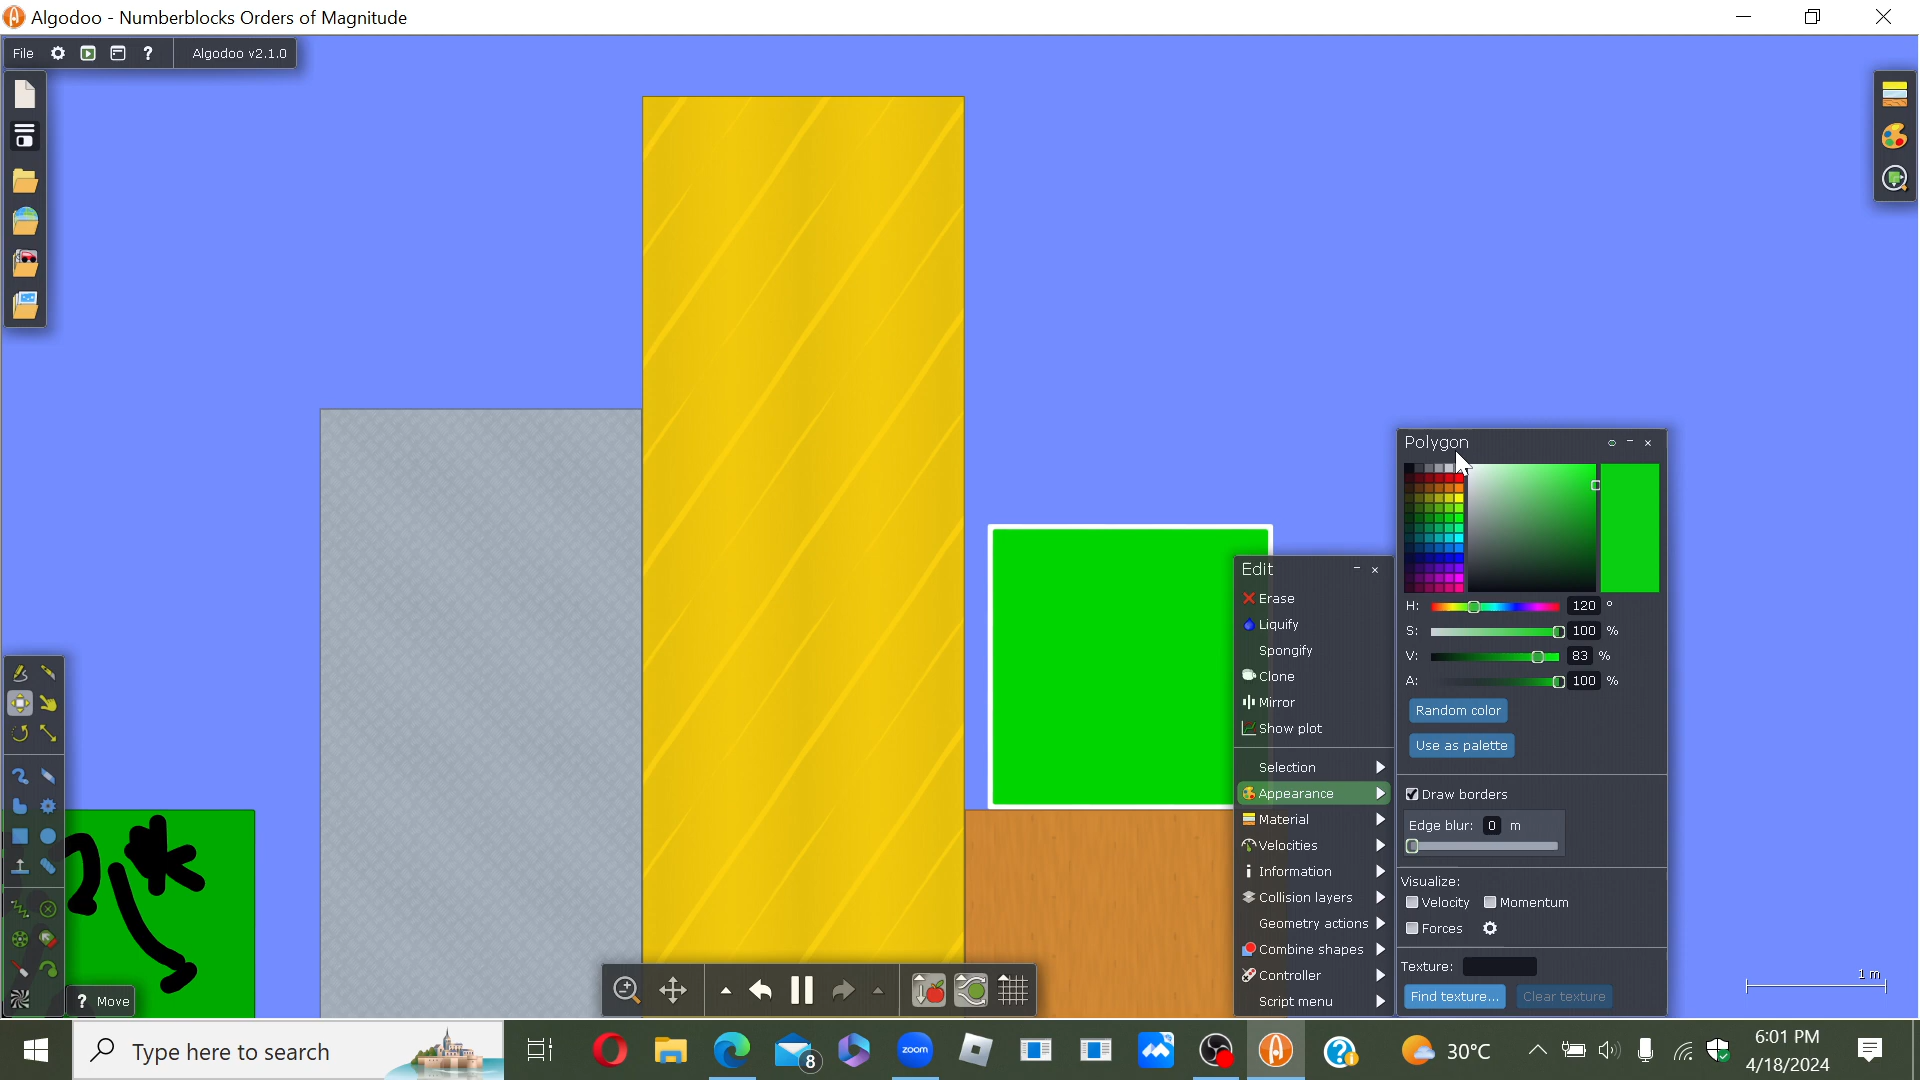 Algodoo - Numberblocks Orders of Magnitude
File ? Algodoo v2.1.0
Polygon
H: 120 °
S: 100 %
V: 83 %
A: 100 %
Random color
Use as palette
Draw borders
Edge blur: 0 m
Visualize:
Velocity Momentum
Forces
Texture:
Find texture... Clear texture
Edit
Erase
Liquify
Spongify
Clone
Mirror
Show plot
Selection
Appearance
Material
Velocities
Information
Collision layers
Geometry actions
Combine shapes
Controller
Script menu
1 m
? Move
Type here to search
8
zoom
30°C
6:01 PM
4/18/2024